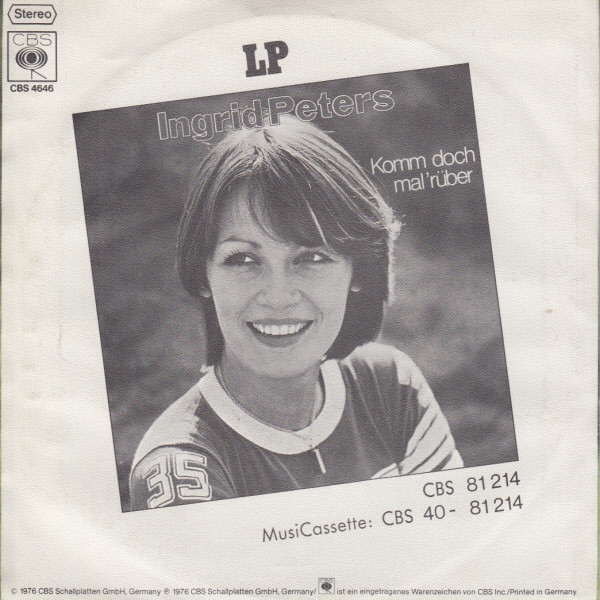 Stereo
CBS
CBS 4646
LP
Ingrid Peters
Komm doch
mal 'rüber
35
CBS 81 214
MusiCassette: CBS 40 - 81 214
© 1976 CBS Schallplatten GmbH, Germany ℗ 1976 CBS Schallplatten GmbH, Germany/ CBS ist ein eingetragenes Warenzeichen von CBS Inc./Printed in Germany